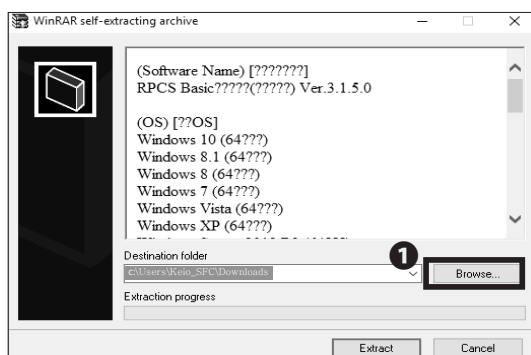 WinRAR self-extracting archive
(Software Name) [???????]
RPCS Basic?????(?????) Ver.3.1.5.0
(OS) [??OS]
Windows 10 (64???)
Windows 8.1 (64???)
Windows 8 (64???)
Windows 7 (64???)
Windows Vista (64???)
Windows XP (64???)
Destination folder
c:\Users\Keio_SFC\Downloads
1
Browse...
Extraction progress
Extract
Cancel